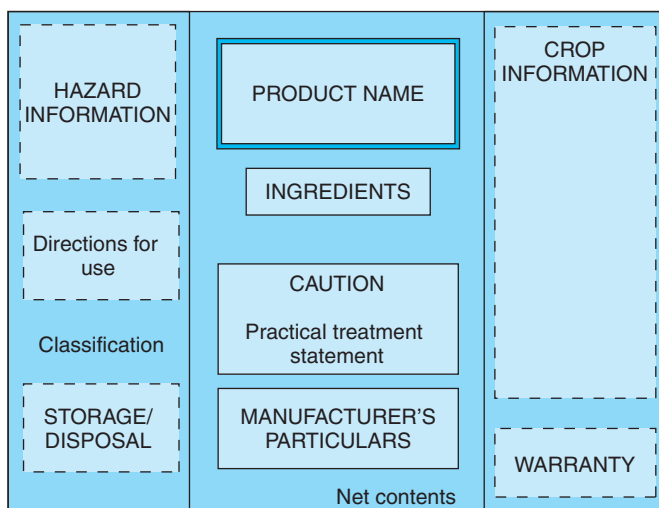 HAZARD
INFORMATION
Directions for
use
Classification
STORAGE/
DISPOSAL
PRODUCT NAME
INGREDIENTS
CAUTION
Practical treatment
statement
MANUFACTURER'S
PARTICULARS
Net contents
CROP
INFORMATION
WARRANTY